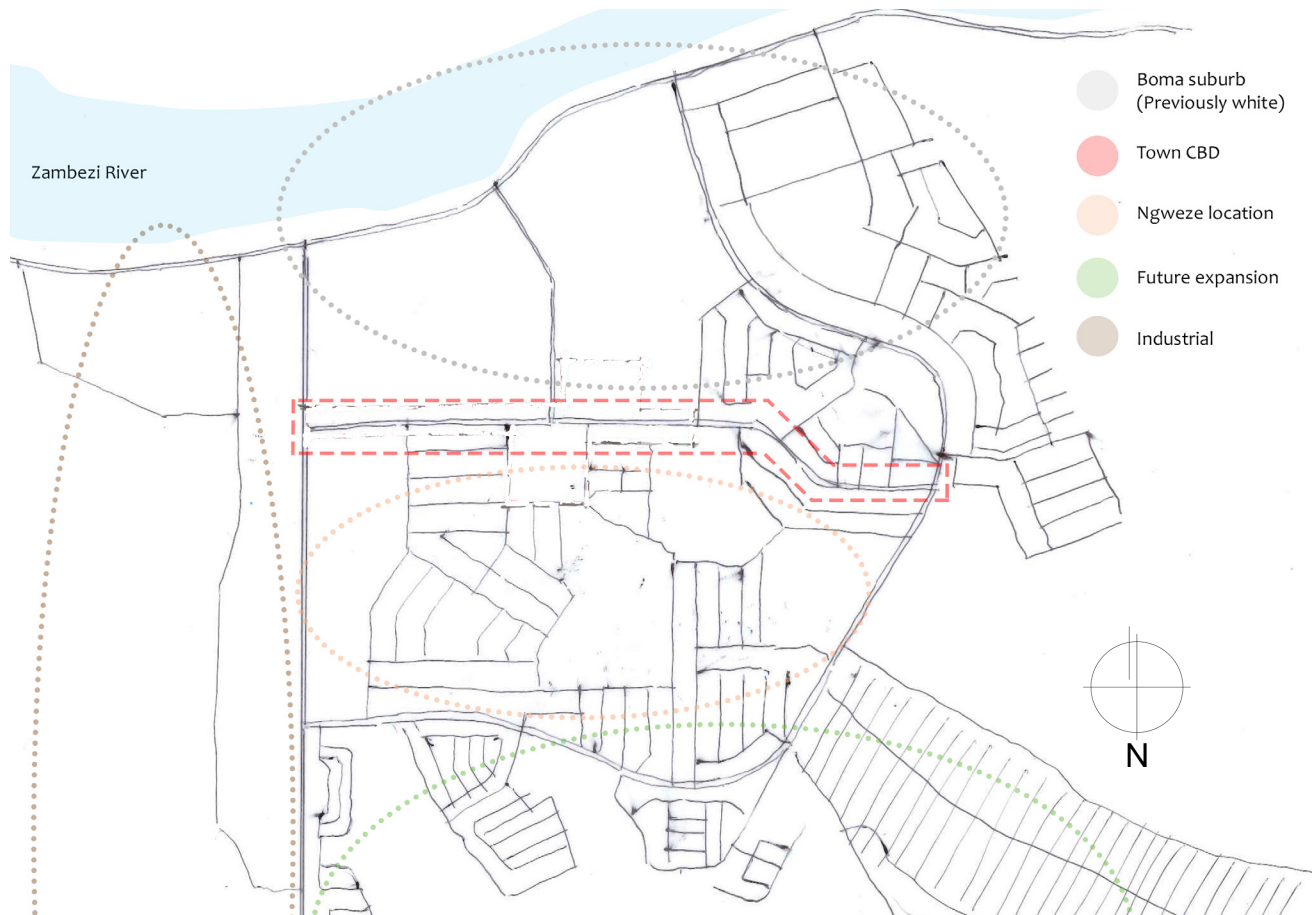 Zambezi River
Boma suburb
(Previously white)
Town CBD
Ngweze location
Future expansion
Industrial
N